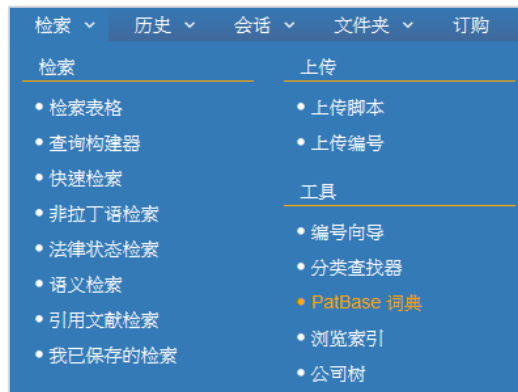 检索 历史 会话 文件夹 订购
检索
• 检索表格
• 查询构建器
• 快速检索
• 非拉丁语检索
• 法律状态检索
• 语义检索
• 引用文献检索
• 我已保存的检索
上传
• 上传脚本
• 上传编号
工具
• 编号向导
• 分类查找器
• PatBase 词典
• 浏览索引
• 公司树